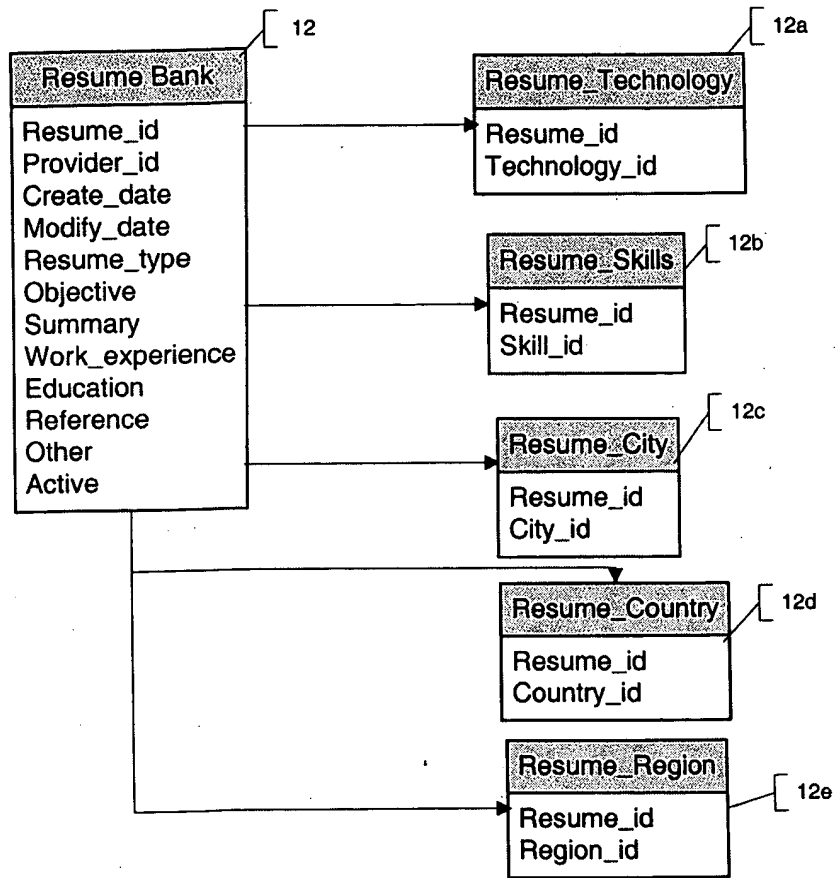 12
Resume Bank
Resume_id
Provider_id
Create_date
Modify_date
Resume_type
Objective
Summary
Work_experience
Education
Reference
Other
Active
12a
Resume_Technology
Resume_id
Technology_id
12b
Resume_Skills
Resume_id
Skill_id
12c
Resume_City
Resume_id
City_id
12d
Resume_Country
Resume_id
Country_id
12e
Resume_Region
Resume_id
Region_id